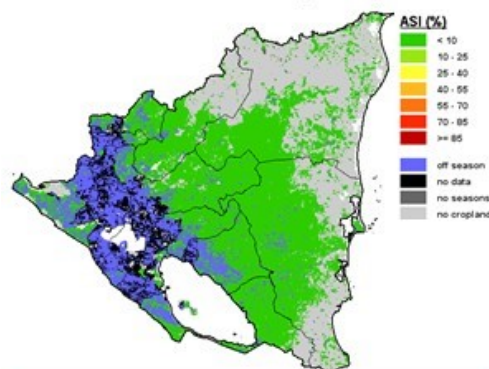 ASI (%)
< 10
10 - 25
25 - 40
40 - 55
55 - 70
70 - 85
>= 85
off season
no data
no seasons
no cropland